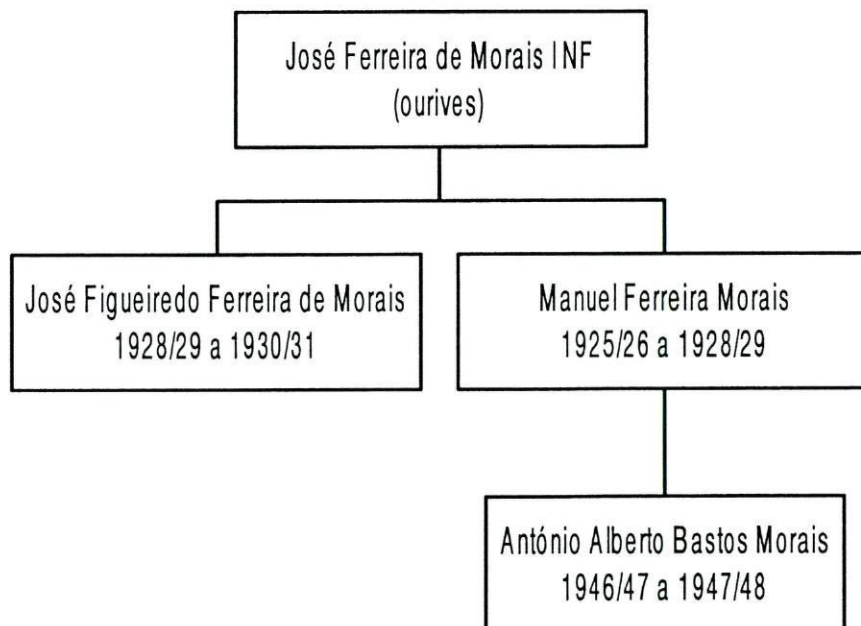 José Ferreira de Morais INF
(ourives)
José Figueiredo Ferreira de Morais
1928/29 a 1930/31
Manuel Ferreira Morais
1925/26 a 1928/29
António Alberto Bastos Morais
1946/47 a 1947/48